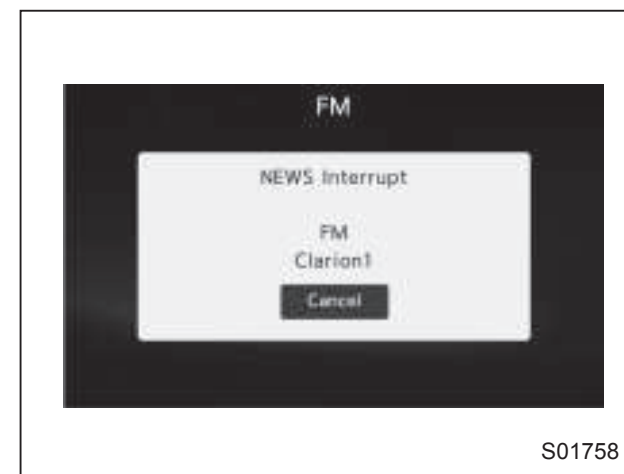 FM
NEWS Interrupt
FM
Clarion1
Cancel
S01758